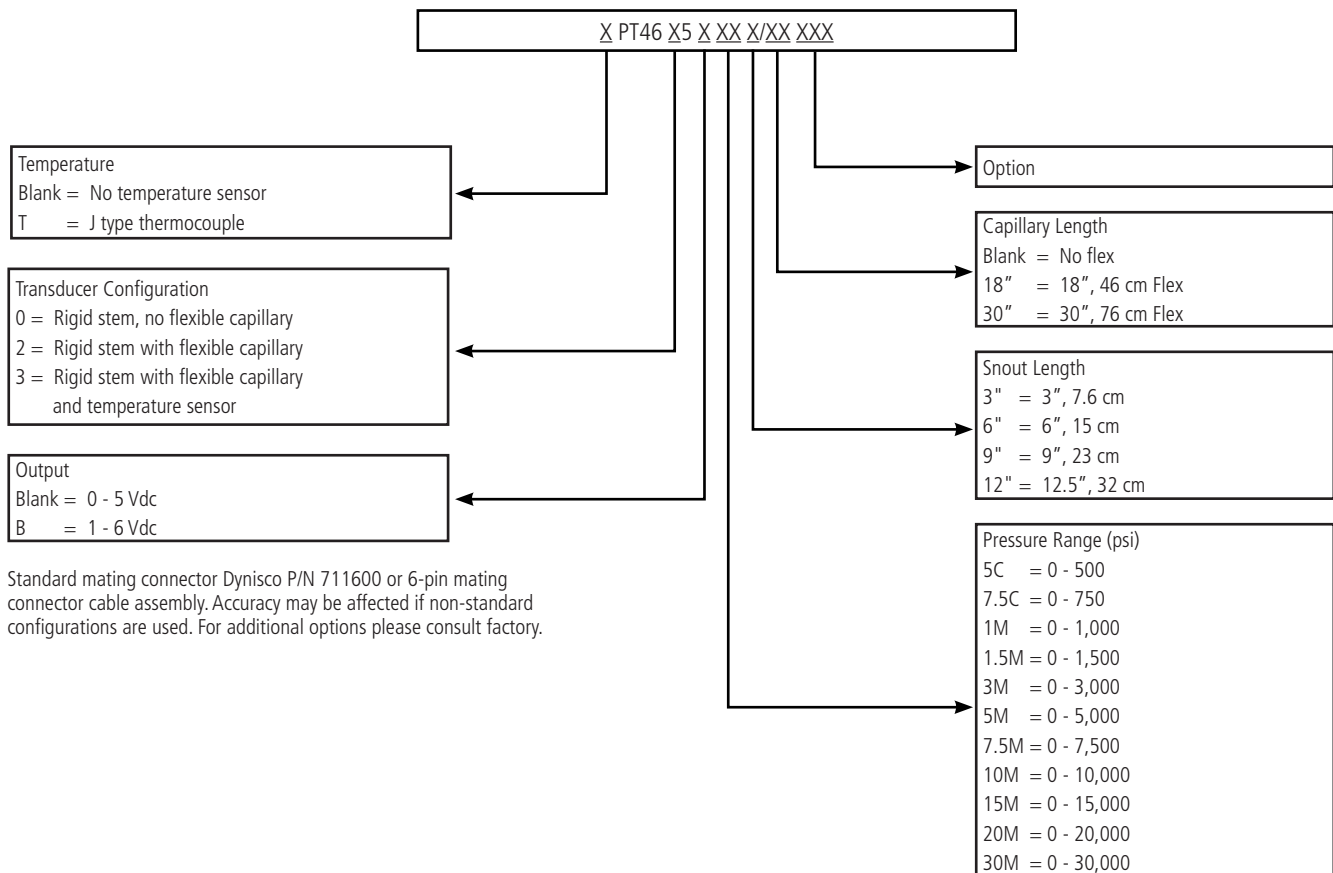 X PT46 X5 X XX X/XX XXX
Temperature
Blank = No temperature sensor
T = J type thermocouple
Transducer Configuration
0 = Rigid stem, no flexible capillary
2 = Rigid stem with flexible capillary
3 = Rigid stem with flexible capillary
and temperature sensor
Output
Blank = 0 - 5 Vdc
B = 1 - 6 Vdc
Standard mating connector Dynisco P/N 711600 or 6-pin mating
connector cable assembly. Accuracy may be affected if non-standard
configurations are used. For additional options please consult factory.
Option
Capillary Length
Blank = No flex
18” = 18”, 46 cm Flex
30” = 30”, 76 cm Flex
Snout Length
3" = 3”, 7.6 cm
6" = 6”, 15 cm
9" = 9”, 23 cm
12" = 12.5”, 32 cm
Pressure Range (psi)
5C = 0 - 500
7.5C = 0 - 750
1M = 0 - 1,000
1.5M = 0 - 1,500
3M = 0 - 3,000
5M = 0 - 5,000
7.5M = 0 - 7,500
10M = 0 - 10,000
15M = 0 - 15,000
20M = 0 - 20,000
30M = 0 - 30,000